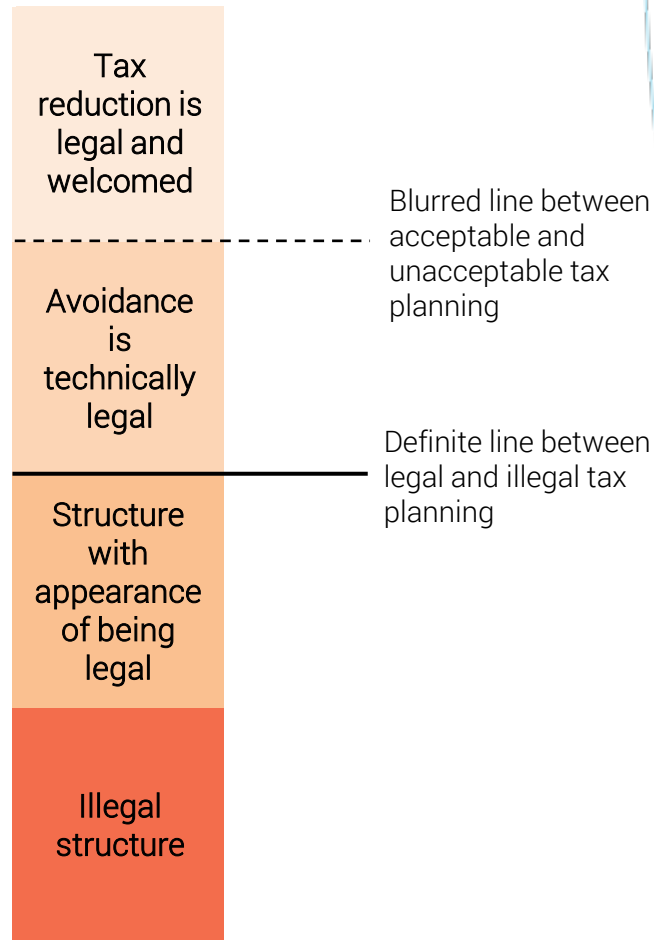 Tax
reduction is
legal and
welcomed
Blurred line between
acceptable and
unacceptable tax
planning
Avoidance
is
technically
legal
Definite line between
legal and illegal tax
planning
Structure
with
appearance
of being
legal
Illegal
structure